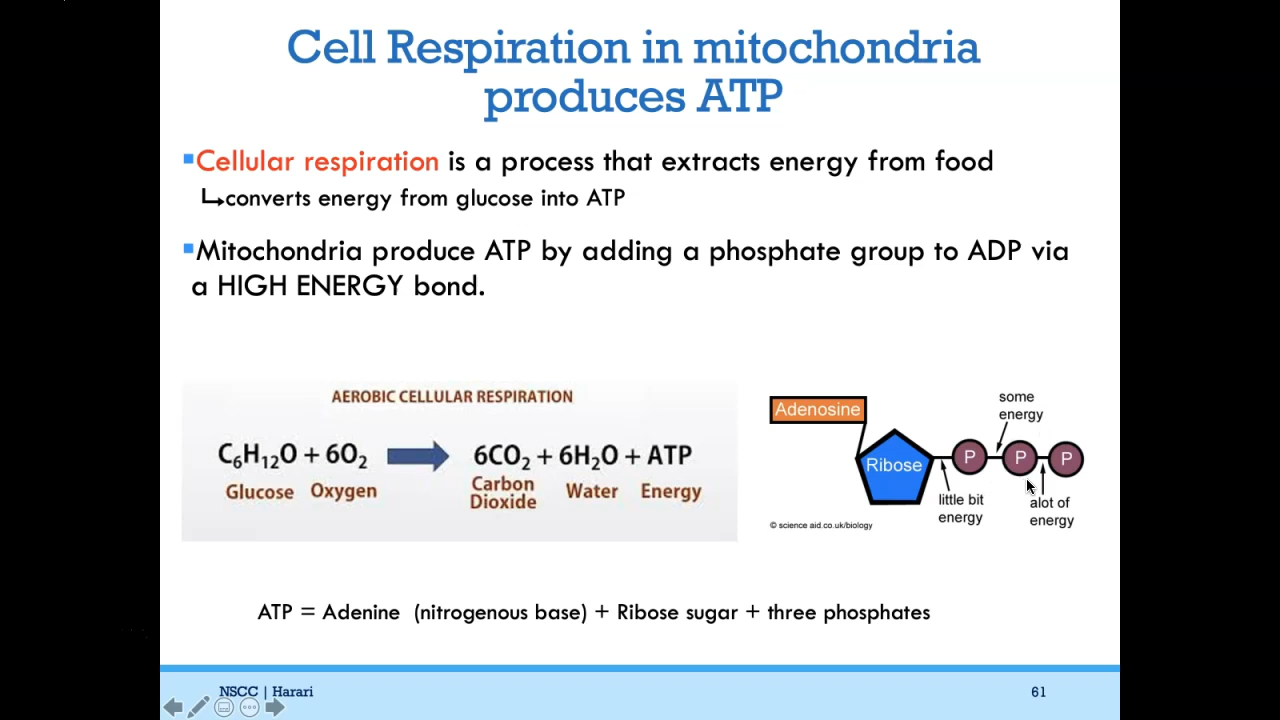 Cell Respiration in mitochondria
produces ATP
▪Cellular respiration is a process that extracts energy from food
↳converts energy from glucose into ATP
▪Mitochondria produce ATP by adding a phosphate group to ADP via
a HIGH ENERGY bond.
AEROBIC CELLULAR RESPIRATION
C₆H₁₂O + 6O₂ 6CO₂ + 6H₂O + ATP
Glucose Oxygen Carbon Dioxide Water Energy
some
energy
Adenosine
Ribose P P P
little bit
energy
alot of
energy
© science aid.co.uk/biology
ATP = Adenine (nitrogenous base) + Ribose sugar + three phosphates
NSCC | Harari 61